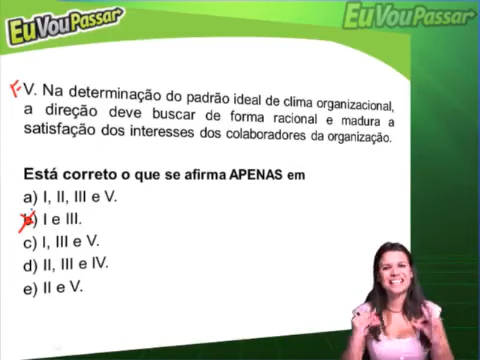 EuVouPassar
EuVouPassar
F V. Na determinação do padrão ideal de clima organizacional,
a direção deve buscar de forma racional e madura a
satisfação dos interesses dos colaboradores da organização.
Está correto o que se afirma APENAS em
a) I, II, III e V.
b) I e III.
c) I, III e V.
d) II, III e IV.
e) II e V.